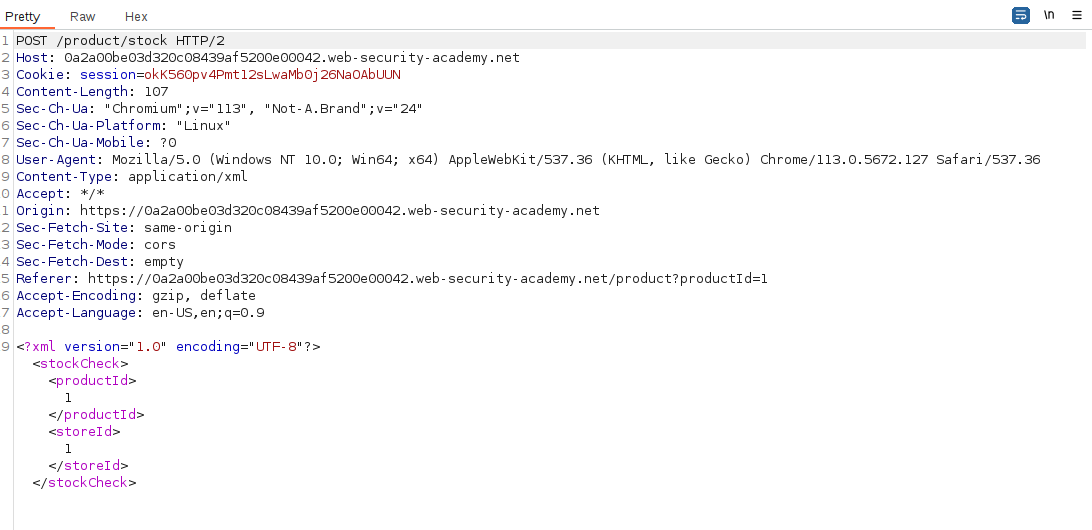 Pretty Raw Hex \n
1 POST /product/stock HTTP/2
2 Host: 0a2a00be03d320c08439af5200e00042.web-security-academy.net
3 Cookie: session=okK560pv4Pmt12sLwaMb0j26NaOAbUUN
4 Content-Length: 107
5 Sec-Ch-Ua: "Chromium";v="113", "Not-A.Brand";v="24"
6 Sec-Ch-Ua-Platform: "Linux"
7 Sec-Ch-Ua-Mobile: ?0
8 User-Agent: Mozilla/5.0 (Windows NT 10.0; Win64; x64) AppleWebKit/537.36 (KHTML, like Gecko) Chrome/113.0.5672.127 Safari/537.36
9 Content-Type: application/xml
0 Accept: */*
1 Origin: https://0a2a00be03d320c08439af5200e00042.web-security-academy.net
2 Sec-Fetch-Site: same-origin
3 Sec-Fetch-Mode: cors
4 Sec-Fetch-Dest: empty
5 Referer: https://0a2a00be03d320c08439af5200e00042.web-security-academy.net/product?productId=1
6 Accept-Encoding: gzip, deflate
7 Accept-Language: en-US,en;q=0.9
8
9 <?xml version="1.0" encoding="UTF-8"?>
<stockCheck>
<productId>
1
</productId>
<storeId>
1
</storeId>
</stockCheck>